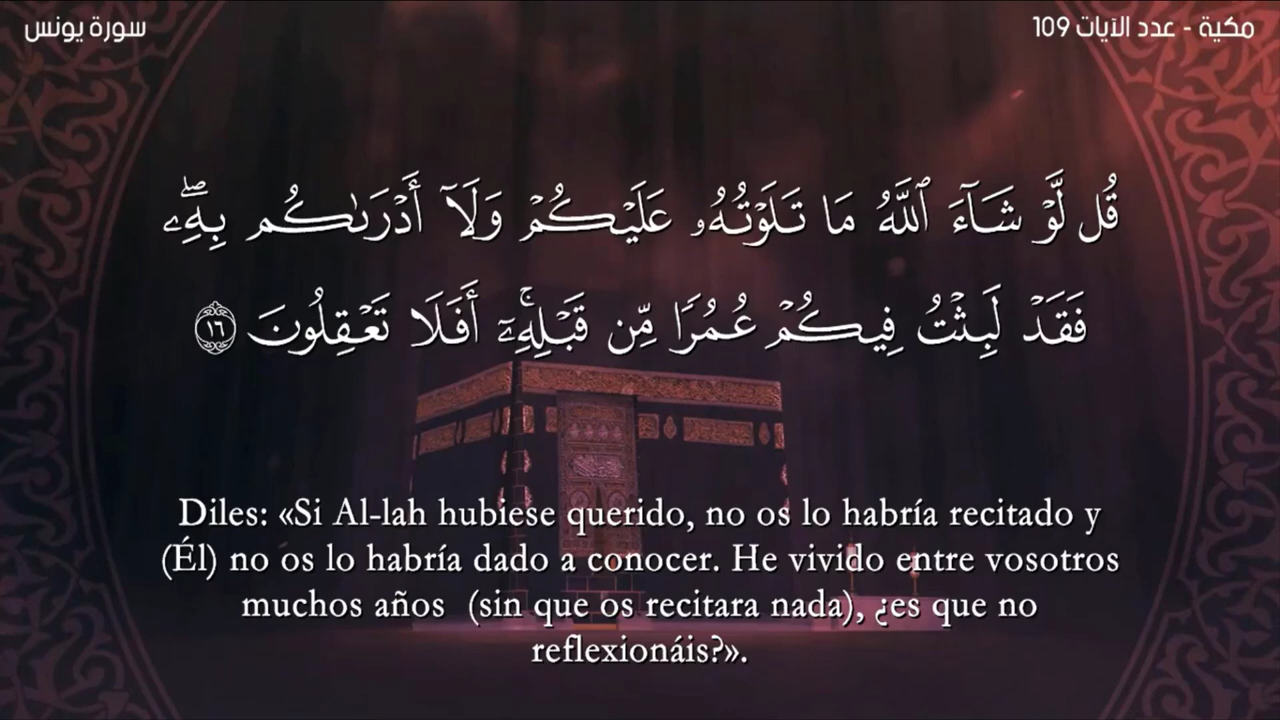 سورة يونس
مكية - عدد الآيات 109
قُل لَّوْ شَآءَ ٱللَّهُ مَا تَلَوْتُهُۥ عَلَيْكُمْ وَلَآ أَدْرَىٰكُم بِهِۦۖ
فَقَدْ لَبِثْتُ فِيكُمْ عُمُرًا مِّن قَبْلِهِۦٓۚ أَفَلَا تَعْقِلُونَ ١٦
Diles: «Si Al-lah hubiese querido, no os lo habría recitado y
(Él) no os lo habría dado a conocer. He vivido entre vosotros
muchos años  (sin que os recitara nada), ¿es que no
reflexionáis?».